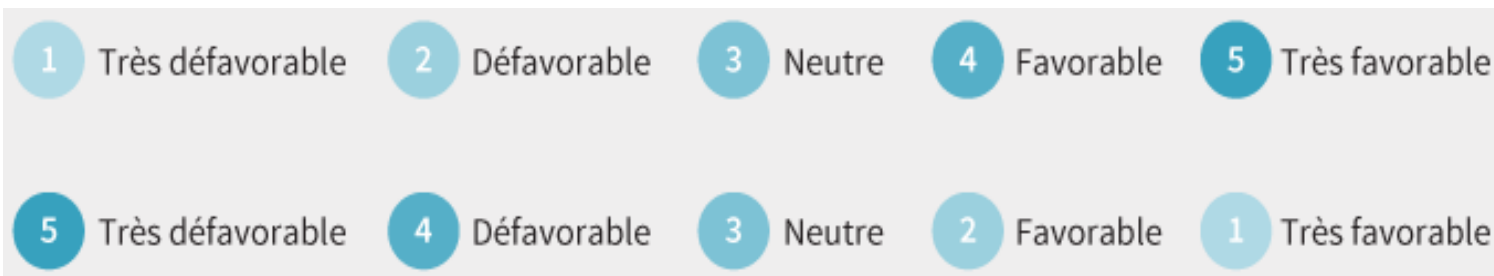 1 Très défavorable 2 Défavorable 3 Neutre 4 Favorable 5 Très favorable
5 Très défavorable 4 Défavorable 3 Neutre 2 Favorable 1 Très favorable